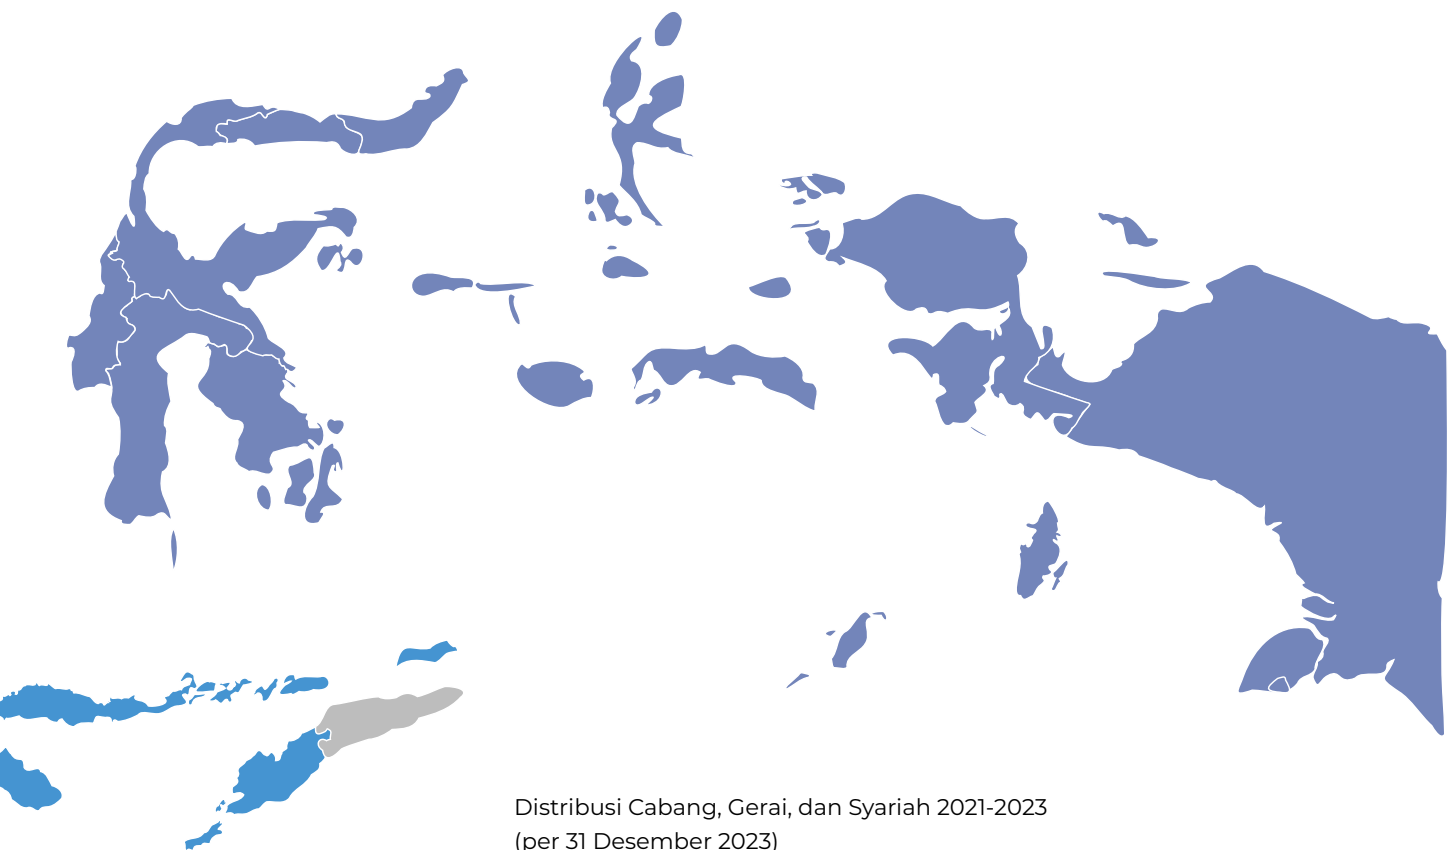 Distribusi Cabang, Gerai, dan Syariah 2021-2023
(per 31 Desember 2023)